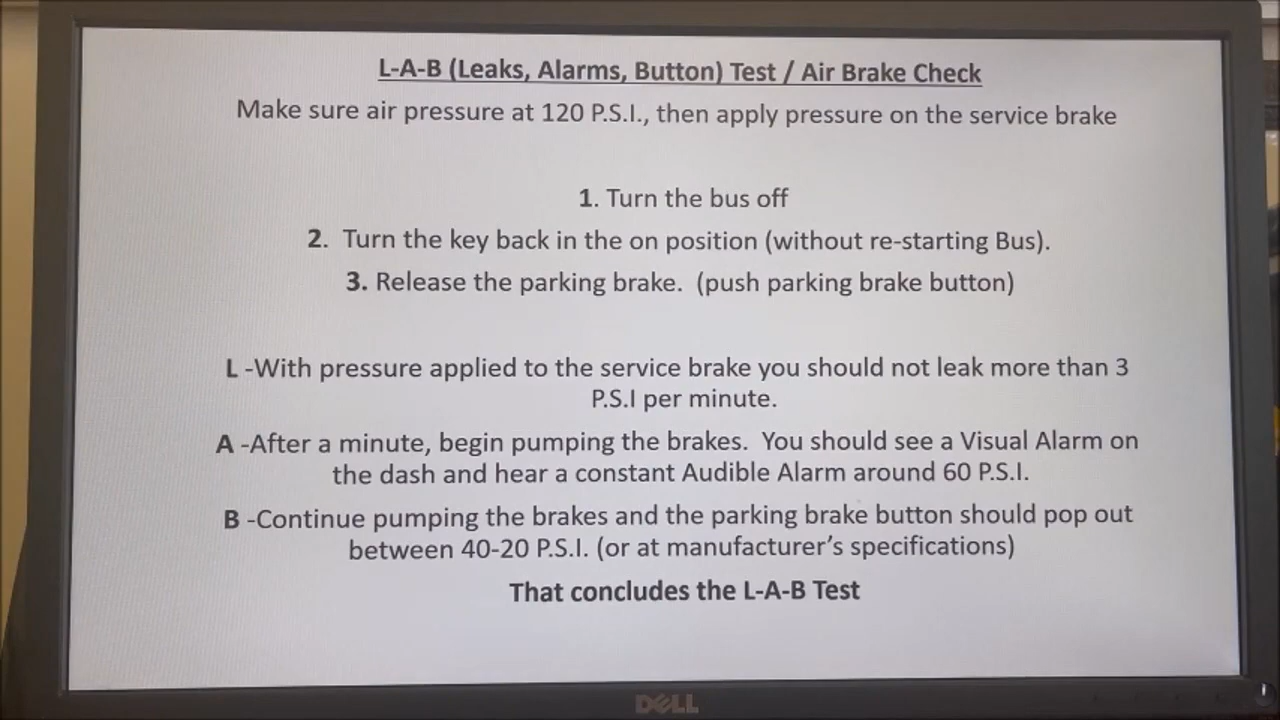 L-A-B (Leaks, Alarms, Button) Test / Air Brake Check
Make sure air pressure at 120 P.S.I., then apply pressure on the service brake
1. Turn the bus off
2. Turn the key back in the on position (without re-starting Bus).
3. Release the parking brake. (push parking brake button)
L -With pressure applied to the service brake you should not leak more than 3
P.S.I per minute.
A -After a minute, begin pumping the brakes. You should see a Visual Alarm on
the dash and hear a constant Audible Alarm around 60 P.S.I.
B -Continue pumping the brakes and the parking brake button should pop out
between 40-20 P.S.I. (or at manufacturer's specifications)
That concludes the L-A-B Test
DELL